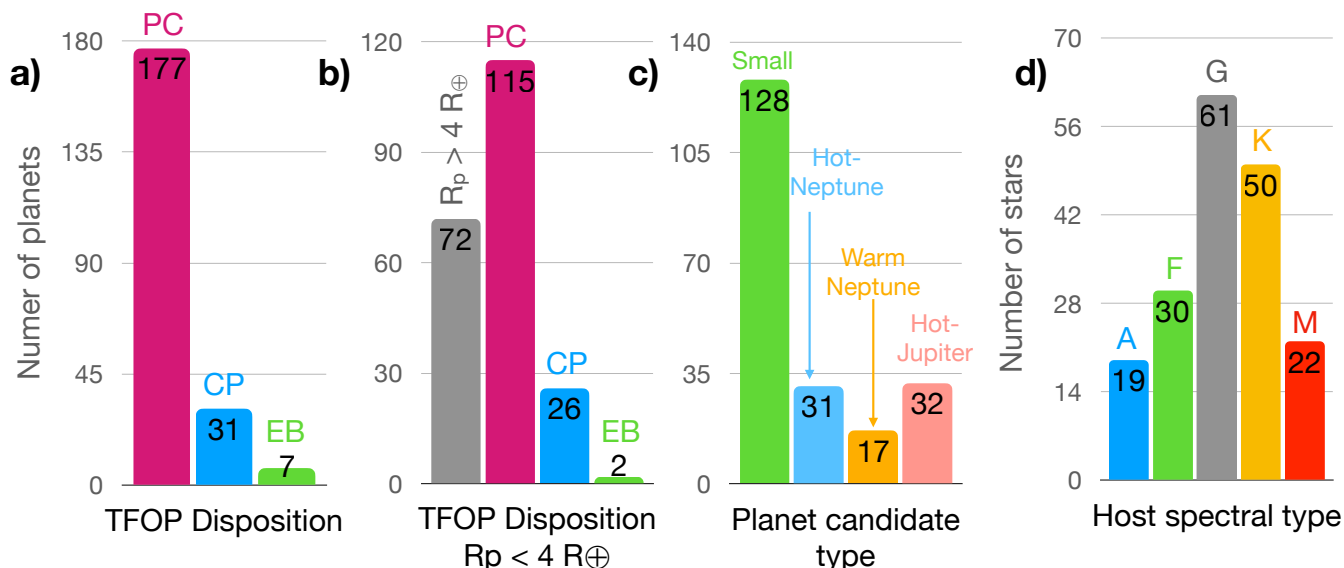 a)
Numer of planets
180
135
90
45
0
PC
177
CP
31
EB
7
TFOP Disposition
b)
120
90
60
30
0
Rp > 4 R⊕
72
PC
115
CP
26
EB
2
TFOP Disposition
Rp < 4 R⊕
c)
140
105
70
35
0
Small
128
Hot-
Neptune
31
Warm
Neptune
17
Hot-
Jupiter
32
Planet candidate
type
d)
Number of stars
70
56
42
28
14
0
A
19
F
30
G
61
K
50
M
22
Host spectral type